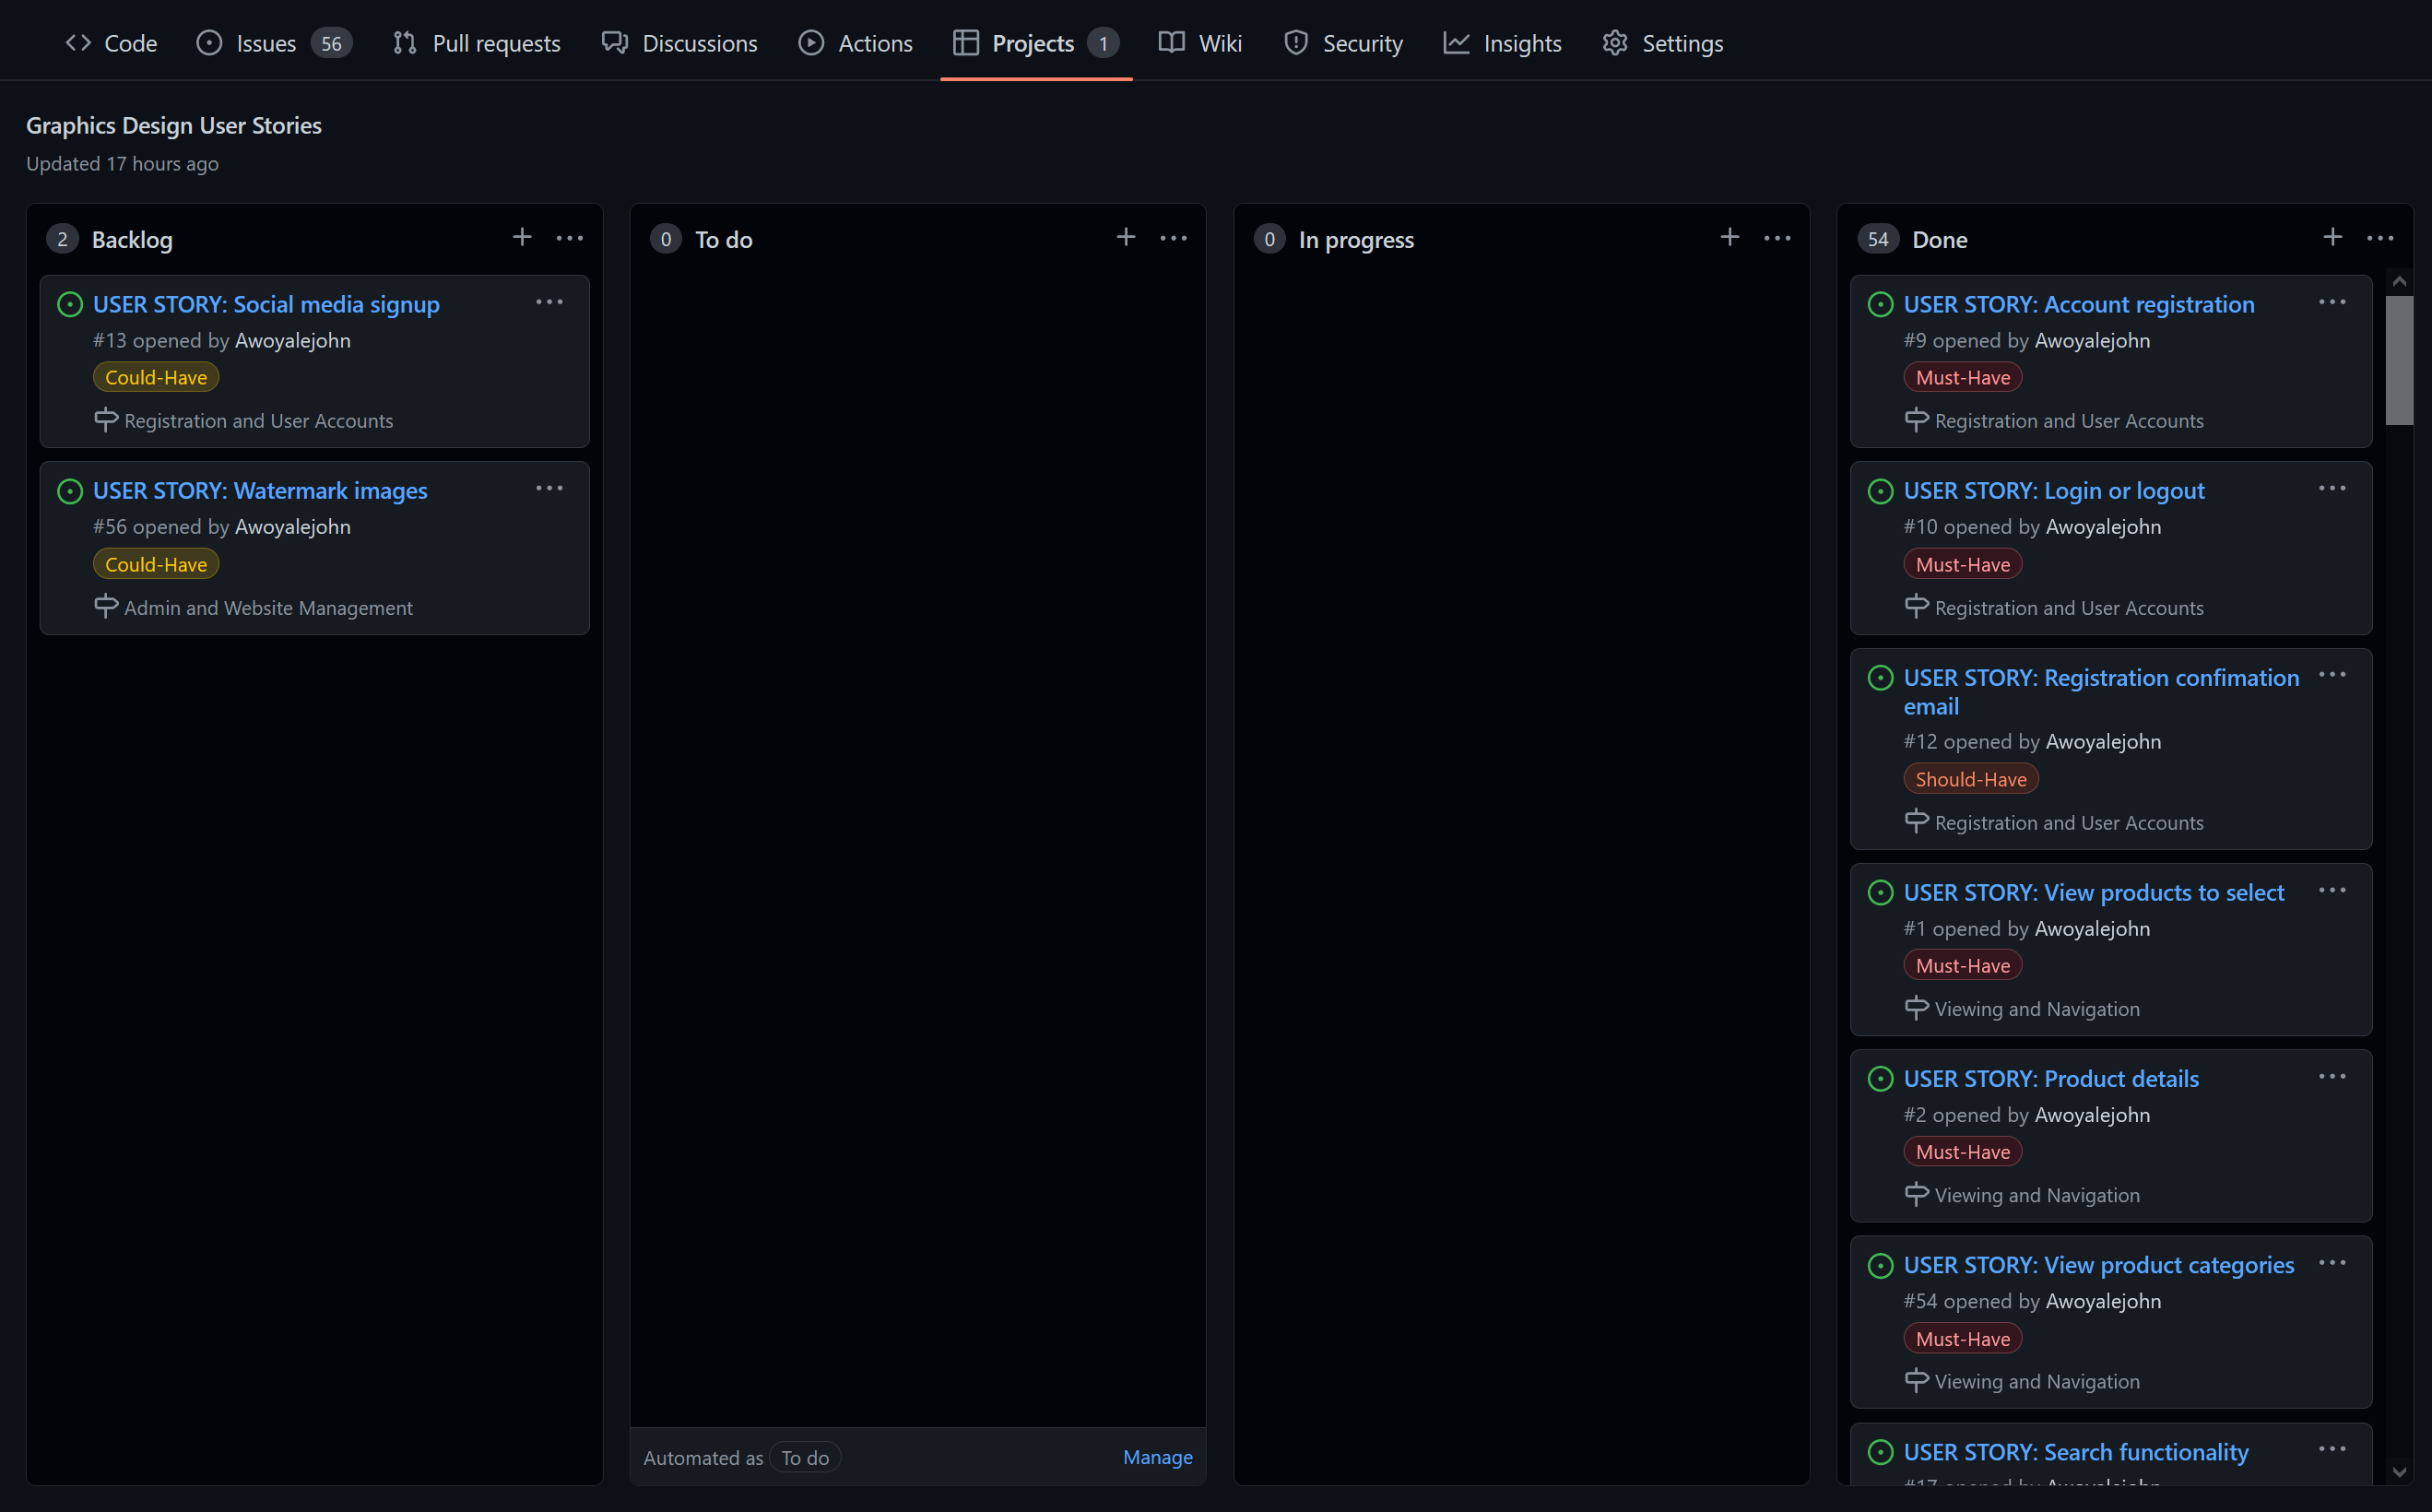 Code Issues 56 Pull requests Discussions Actions Projects 1 Wiki Security Insights Settings
Graphics Design User Stories
Updated 17 hours ago
2 Backlog
USER STORY: Social media signup
#13 opened by Awoyalejohn
Could-Have
Registration and User Accounts
USER STORY: Watermark images
#56 opened by Awoyalejohn
Could-Have
Admin and Website Management
0 To do
Automated as To do Manage
0 In progress
54 Done
USER STORY: Account registration
#9 opened by Awoyalejohn
Must-Have
Registration and User Accounts
USER STORY: Login or logout
#10 opened by Awoyalejohn
Must-Have
Registration and User Accounts
USER STORY: Registration confimation
email
#12 opened by Awoyalejohn
Should-Have
Registration and User Accounts
USER STORY: View products to select
#1 opened by Awoyalejohn
Must-Have
Viewing and Navigation
USER STORY: Product details
#2 opened by Awoyalejohn
Must-Have
Viewing and Navigation
USER STORY: View product categories
#54 opened by Awoyalejohn
Must-Have
Viewing and Navigation
USER STORY: Search functionality
#17 opened by Awoyalejohn